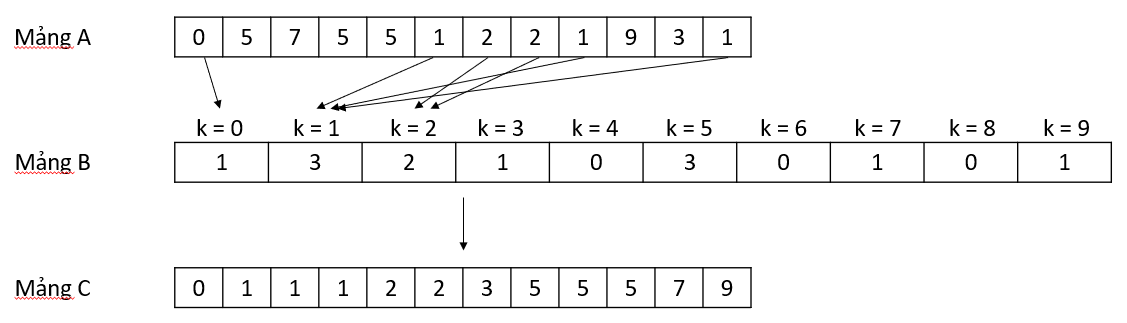 Mảng A 0 5 7 5 5 1 2 2 1 9 3 1
k = 0 k = 1 k = 2 k = 3 k = 4 k = 5 k = 6 k = 7 k = 8 k = 9
Mảng B 1 3 2 1 0 3 0 1 0 1
Mảng C 0 1 1 1 2 2 3 5 5 5 7 9